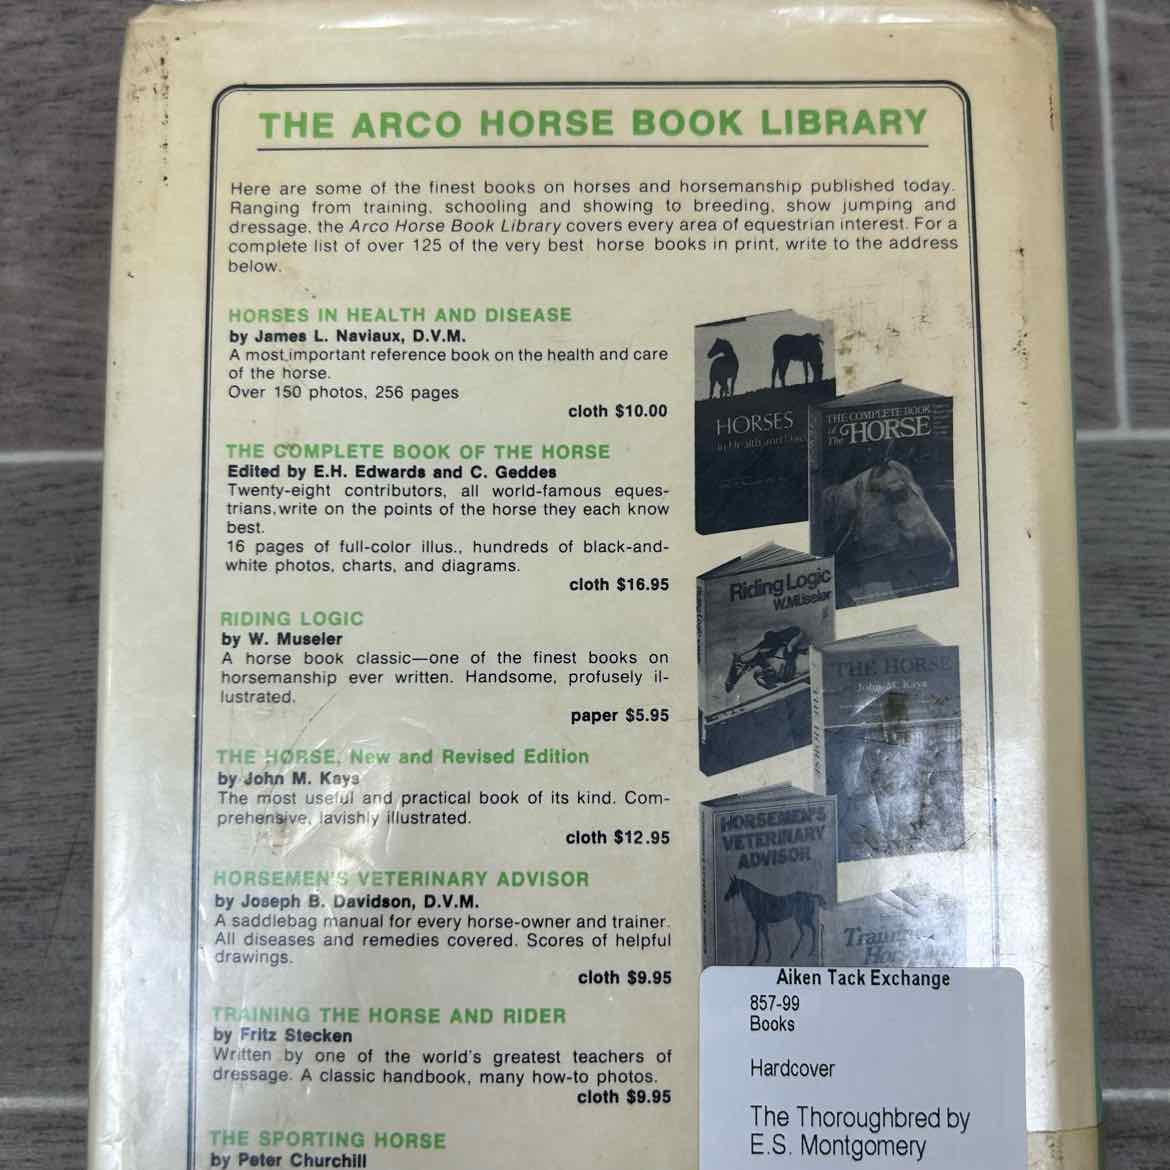 THE ARCO HORSE BOOK LIBRARY
Here are some of the finest books on horses and horsemanship published today.
Ranging from training, schooling and showing to breeding, show jumping and
dressage, the Arco Horse Book Library covers every area of equestrian interest. For a
complete list of over 125 of the very best horse books in print, write to the address
below.
HORSES IN HEALTH AND DISEASE
by James L. Naviaux, D.V.M.
A most important reference book on the health and care
of the horse.
Over 150 photos, 256 pages
cloth $10.00
THE COMPLETE BOOK OF THE HORSE
Edited by E.H. Edwards and C. Geddes
Twenty-eight contributors, all world-famous eques-
trians, write on the points of the horse they each know
best.
16 pages of full-color illus., hundreds of black-and-
white photos, charts, and diagrams.
cloth $16.95
RIDING LOGIC
by W. Museler
A horse book classic—one of the finest books on
horsemanship ever written. Handsome, profusely il-
lustrated.
paper $5.95
THE HORSE, New and Revised Edition
by John M. Kays
The most useful and practical book of its kind. Com-
prehensive, lavishly illustrated.
cloth $12.95
HORSEMEN'S VETERINARY ADVISOR
by Joseph B. Davidson, D.V.M.
A saddlebag manual for every horse-owner and trainer.
All diseases and remedies covered. Scores of helpful
drawings.
cloth $9.95
TRAINING THE HORSE AND RIDER
by Fritz Stecken
Written by one of the world's greatest teachers of
dressage. A classic handbook, many how-to photos.
cloth $9.95
THE SPORTING HORSE
by Peter Churchill
HORSES
in Health and
THE COMPLETE BOOK
of The HORSE
Riding Logic
W. Müseler
THE HORSE
John M. Kays
THE HORSE
HORSEMEN'S
VETERINARY
ADVISOR
Aiken Tack Exchange
857-99
Books
Hardcover
The Thoroughbred by
E.S. Montgomery